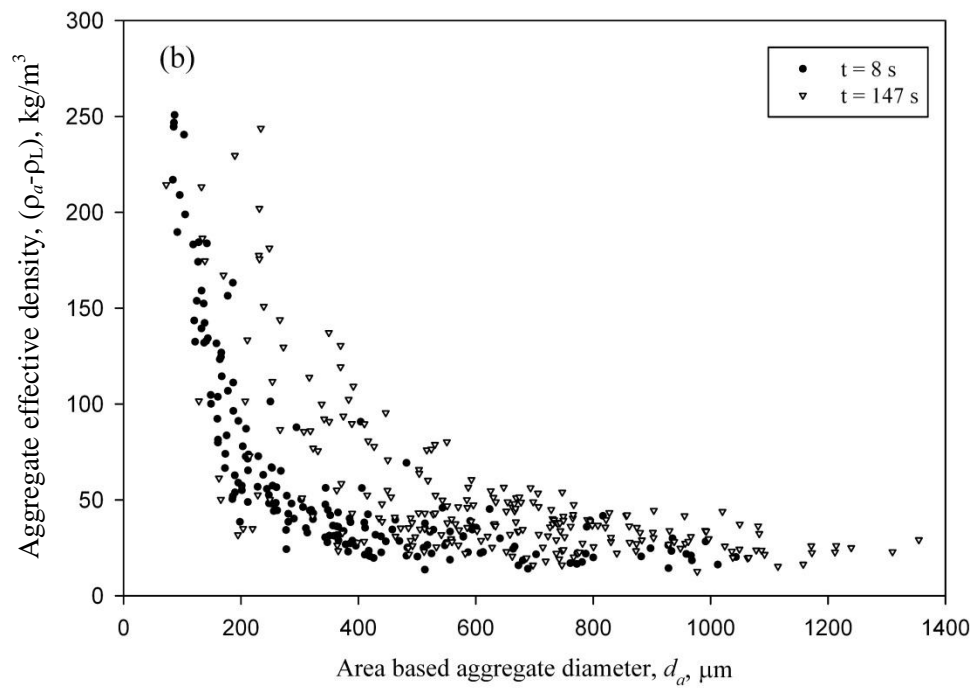 (b)
t = 8 s
t = 147 s
Aggregate effective density, (ρa-ρL), kg/m³
300
250
200
150
100
50
0
0 200 400 600 800 1000 1200 1400
Area based aggregate diameter, da, μm